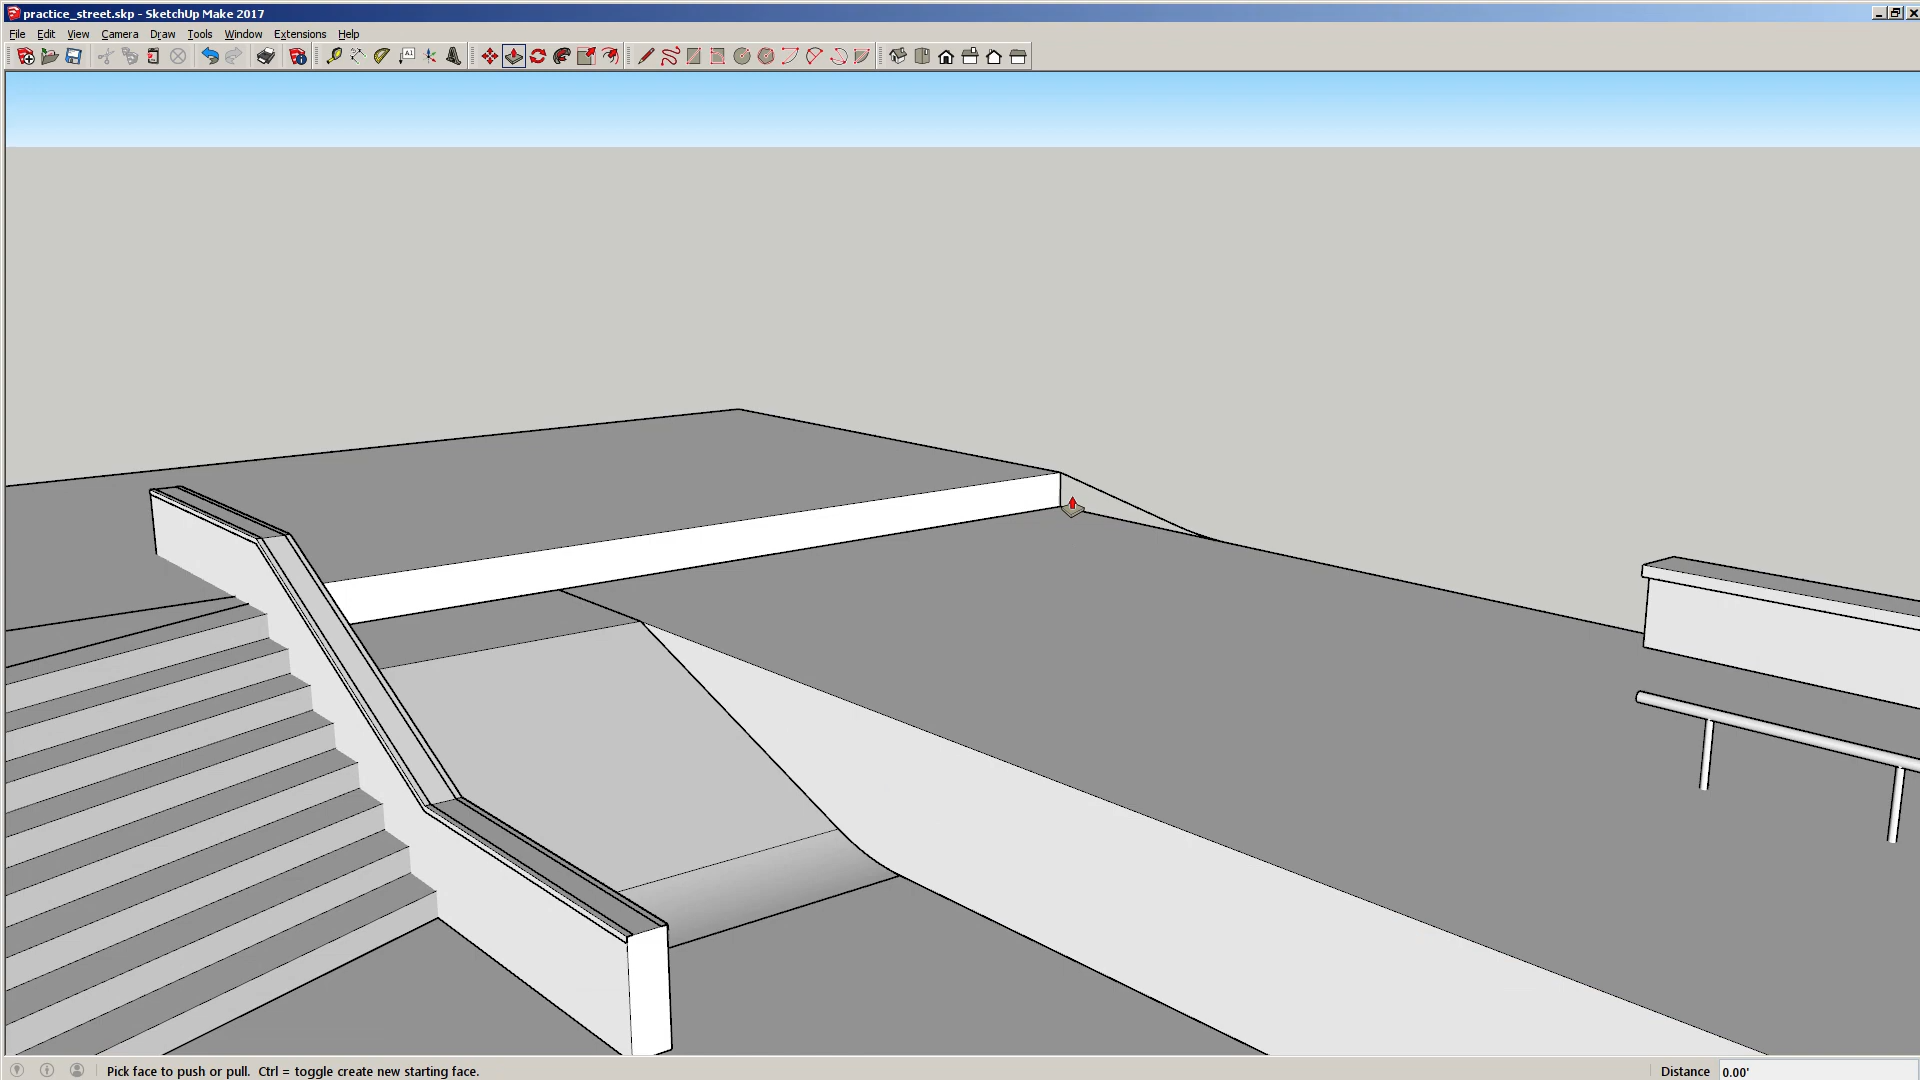 practice_street.skp - SketchUp Make 2017
File Edit View Camera Draw Tools Window Extensions Help
A1
Pick face to push or pull. Ctrl = toggle create new starting face.
Distance 0.00'